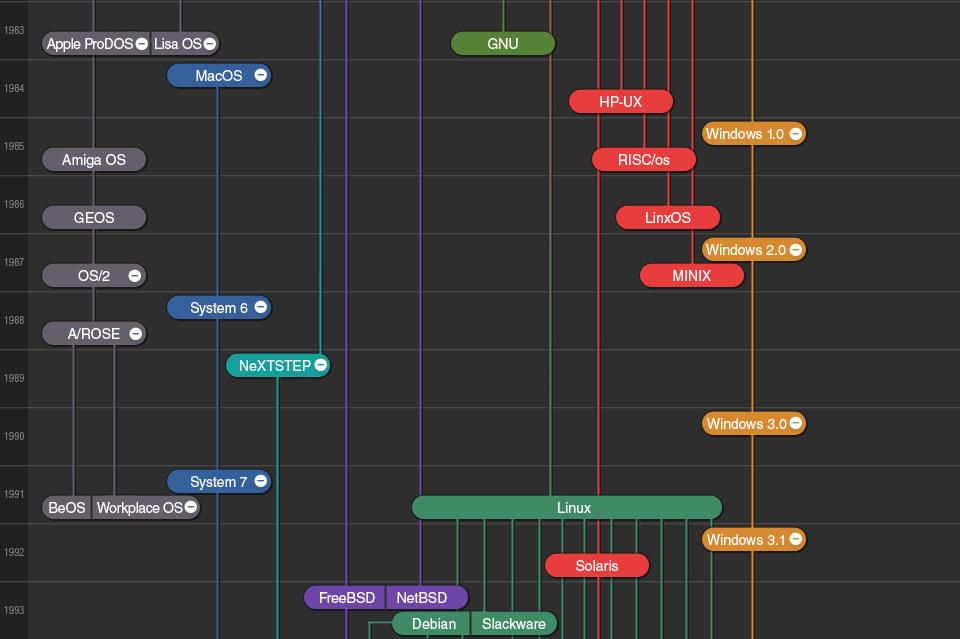 1983
Apple ProDOS Lisa OS GNU
MacOS
1984
HP-UX
Windows 1.0
1985
Amiga OS RISC/os
1986
GEOS LinxOS
Windows 2.0
1987
OS/2 MINIX
System 6
1988
A/ROSE
NeXTSTEP
1989
Windows 3.0
1990
System 7
1991
BeOS Workplace OS Linux
Windows 3.1
1992
Solaris
FreeBSD NetBSD
1993
Debian Slackware